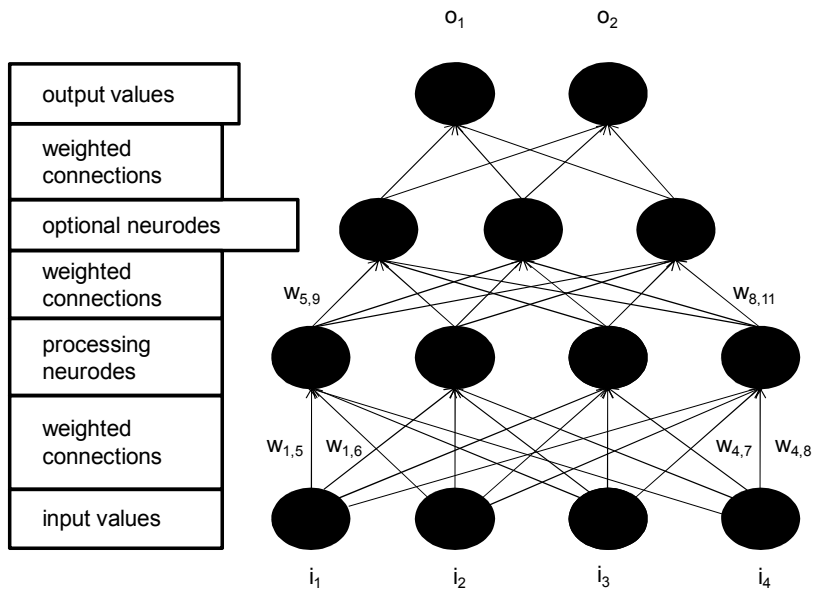 o₁ o₂
output values
weighted
connections
optional neurodes
weighted
connections
w₅,₉ w₈,₁₁
processing
neurodes
weighted
connections
w₁,₅ w₁,₆ w₄,₇ w₄,₈
input values
i₁ i₂ i₃ i₄